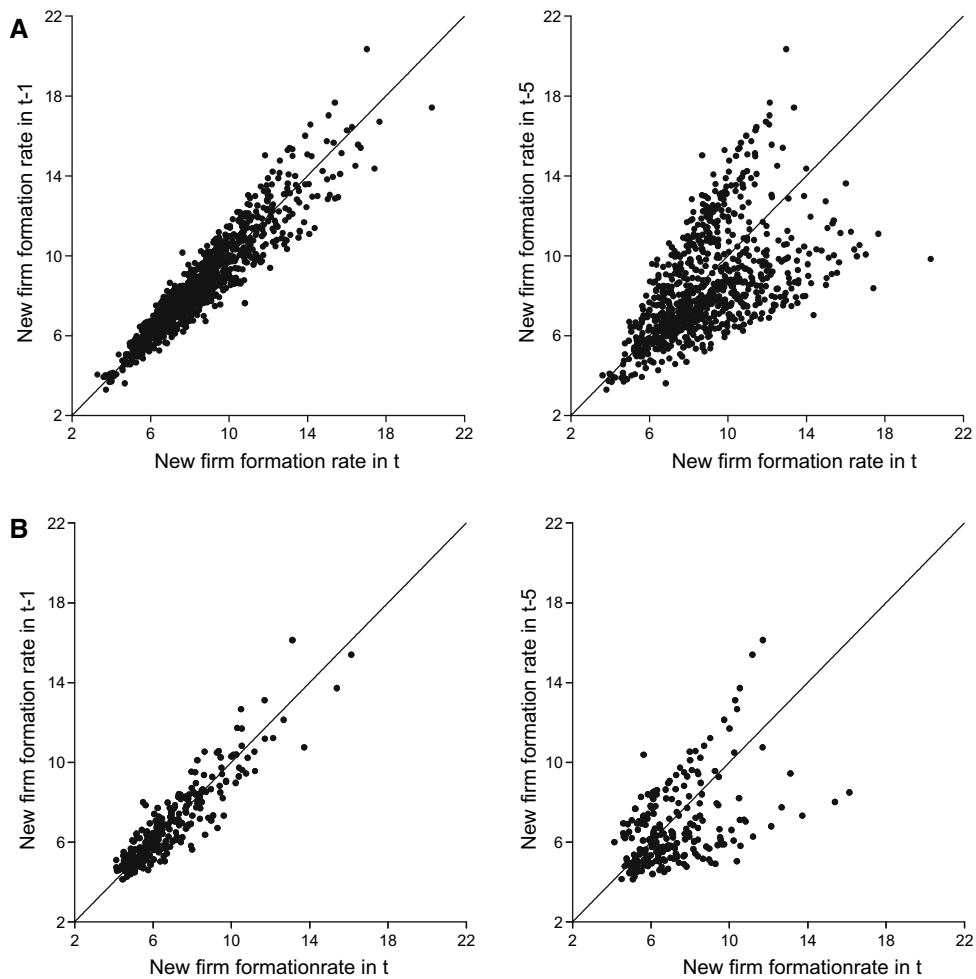 A
New firm formation rate in t-1
22
18
14
10
6
2
2 6 10 14 18 22
New firm formation rate in t
New firm formation rate in t-5
22
18
14
10
6
2
2 6 10 14 18 22
New firm formation rate in t
B
New firm formation rate in t-1
22
18
14
10
6
2
2 6 10 14 18 22
New firm formationrate in t
New firm formation rate in t-5
22
18
14
10
6
2
2 6 10 14 18 22
New firm formationrate in t